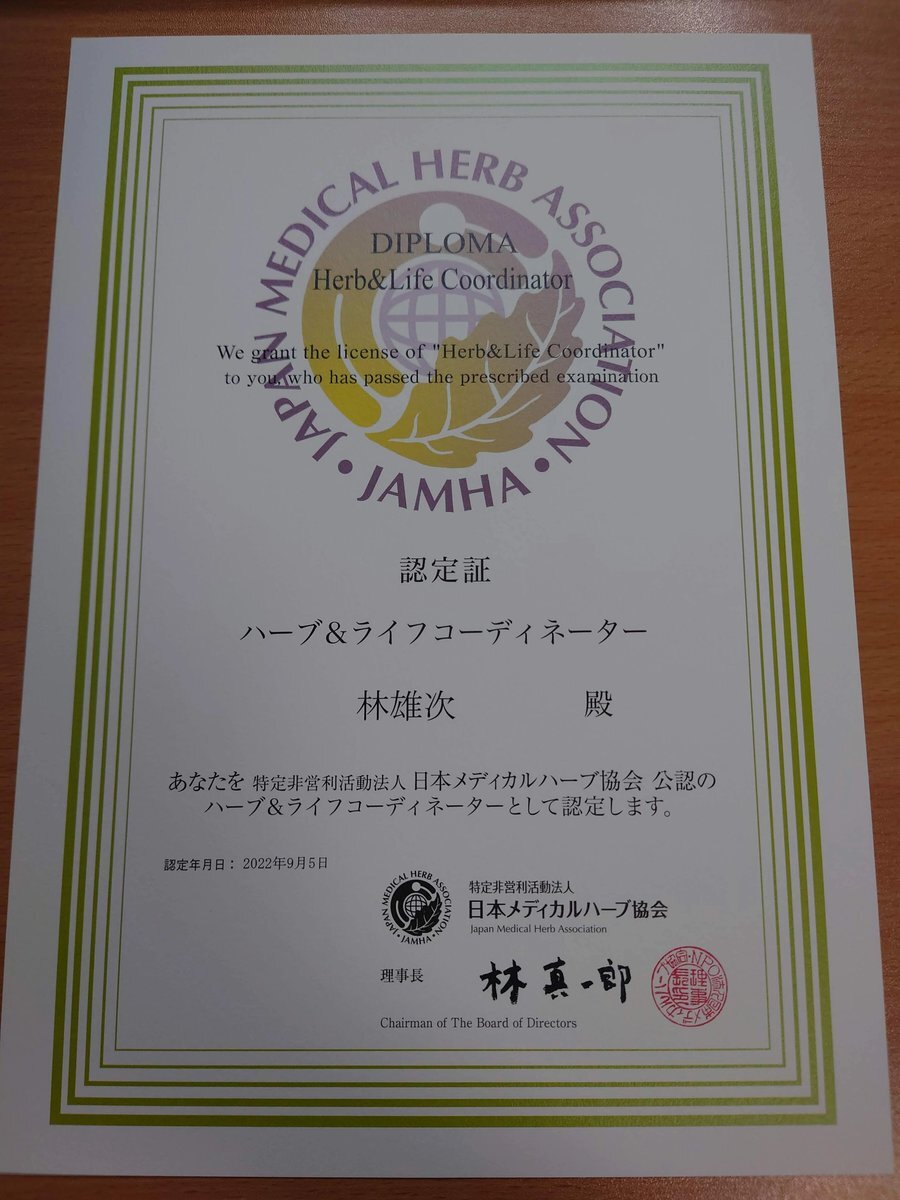 JAPAN MEDICAL HERB ASSOCIATION
DIPLOMA
Herb&Life Coordinator
We grant the license of "Herb&Life Coordinator"
to you, who has passed the prescribed examination
・JAMHA・
認定証
ハーブ＆ライフコーディネーター
林雄次 殿
あなたを 特定非営利活動法人 日本メディカルハーブ協会 公認の
ハーブ＆ライフコーディネーターとして認定します。
認定年月日： 2022年9月5日
JAPAN MEDICAL HERB ASSOCIATION
・JAMHA・
特定非営利活動法人
日本メディカルハーブ協会
Japan Medical Herb Association
理事長 林真一郎
Chairman of The Board of Directors